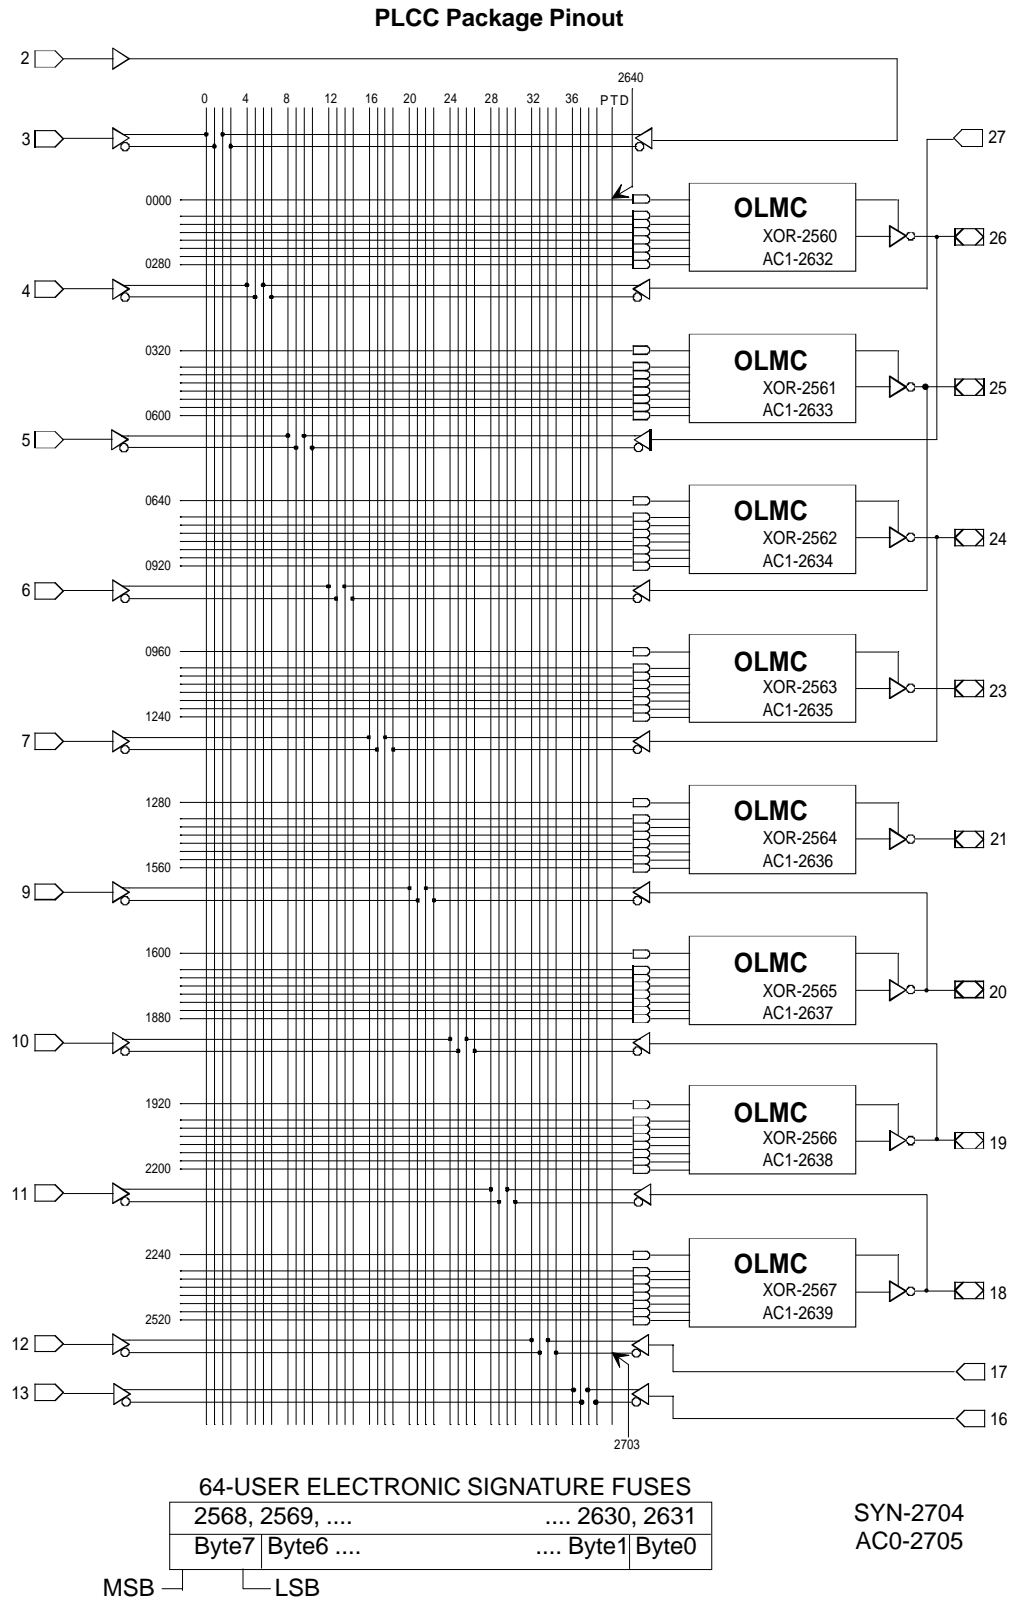 PLCC Package Pinout
2
2640
0 4 8 12 16 20 24 28 32 36 PTD
3
27
0000
OLMC
XOR-2560
AC1-2632
26
0280
4
0320
OLMC
XOR-2561
AC1-2633
25
0600
5
0640
OLMC
XOR-2562
AC1-2634
24
0920
6
0960
OLMC
XOR-2563
AC1-2635
23
1240
7
1280
OLMC
XOR-2564
AC1-2636
21
1560
9
1600
OLMC
XOR-2565
AC1-2637
20
1880
10
1920
OLMC
XOR-2566
AC1-2638
19
2200
11
2240
OLMC
XOR-2567
AC1-2639
18
2520
12
17
13
16
2703
64-USER ELECTRONIC SIGNATURE FUSES
2568, 2569, .... .... 2630, 2631
Byte7 Byte6 .... .... Byte1 Byte0
MSB LSB
SYN-2704
AC0-2705